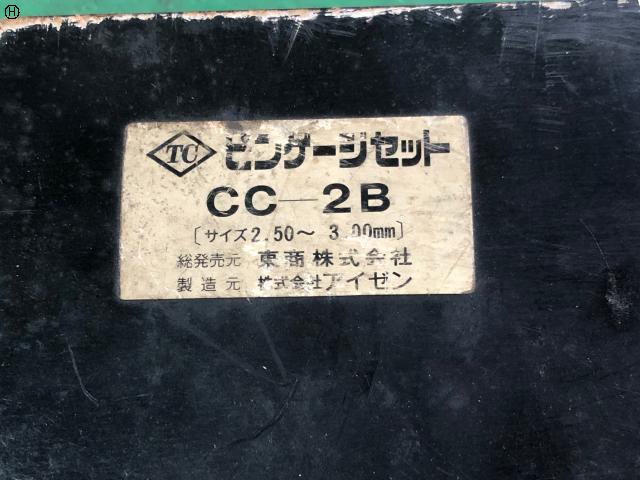 Ⓗ
TC ピンゲージセット
CC-2B
〔サイズ2.50〜 3.00mm〕
総発売元 東商株式会社
製造元 株式会社アイゼン